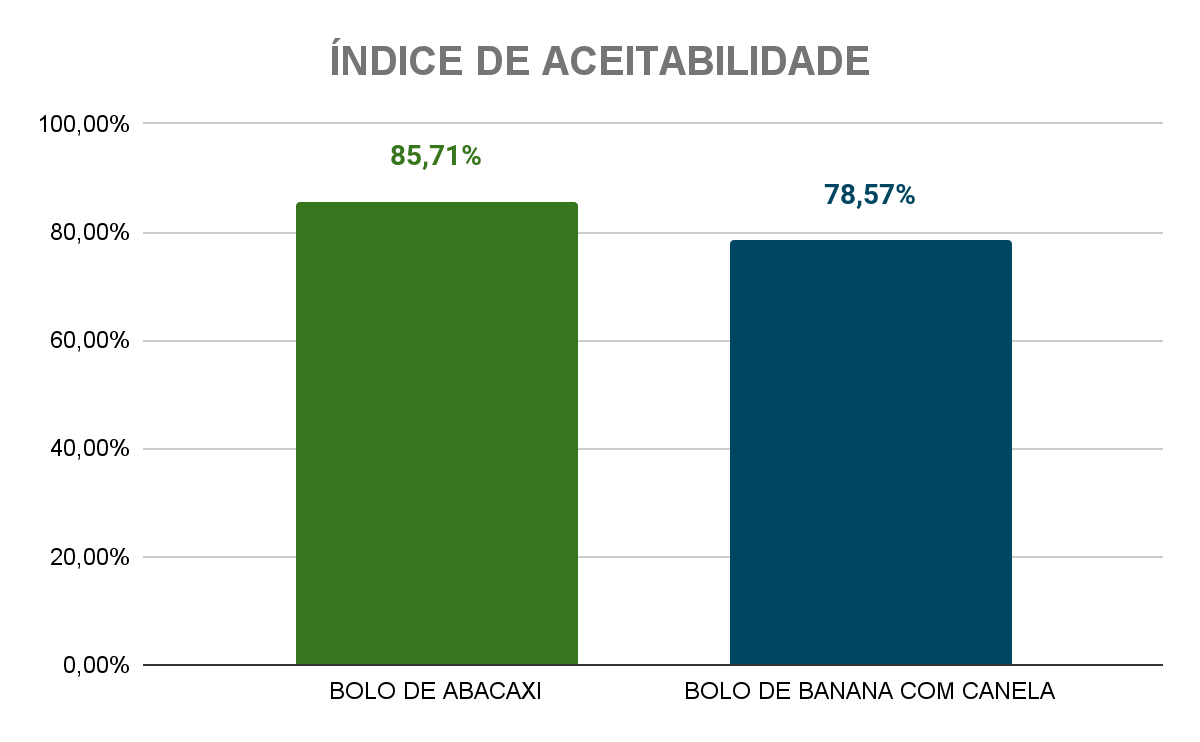 ÍNDICE DE ACEITABILIDADE
100,00%
85,71%
78,57%
80,00%
60,00%
40,00%
20,00%
0,00%
BOLO DE ABACAXI
BOLO DE BANANA COM CANELA